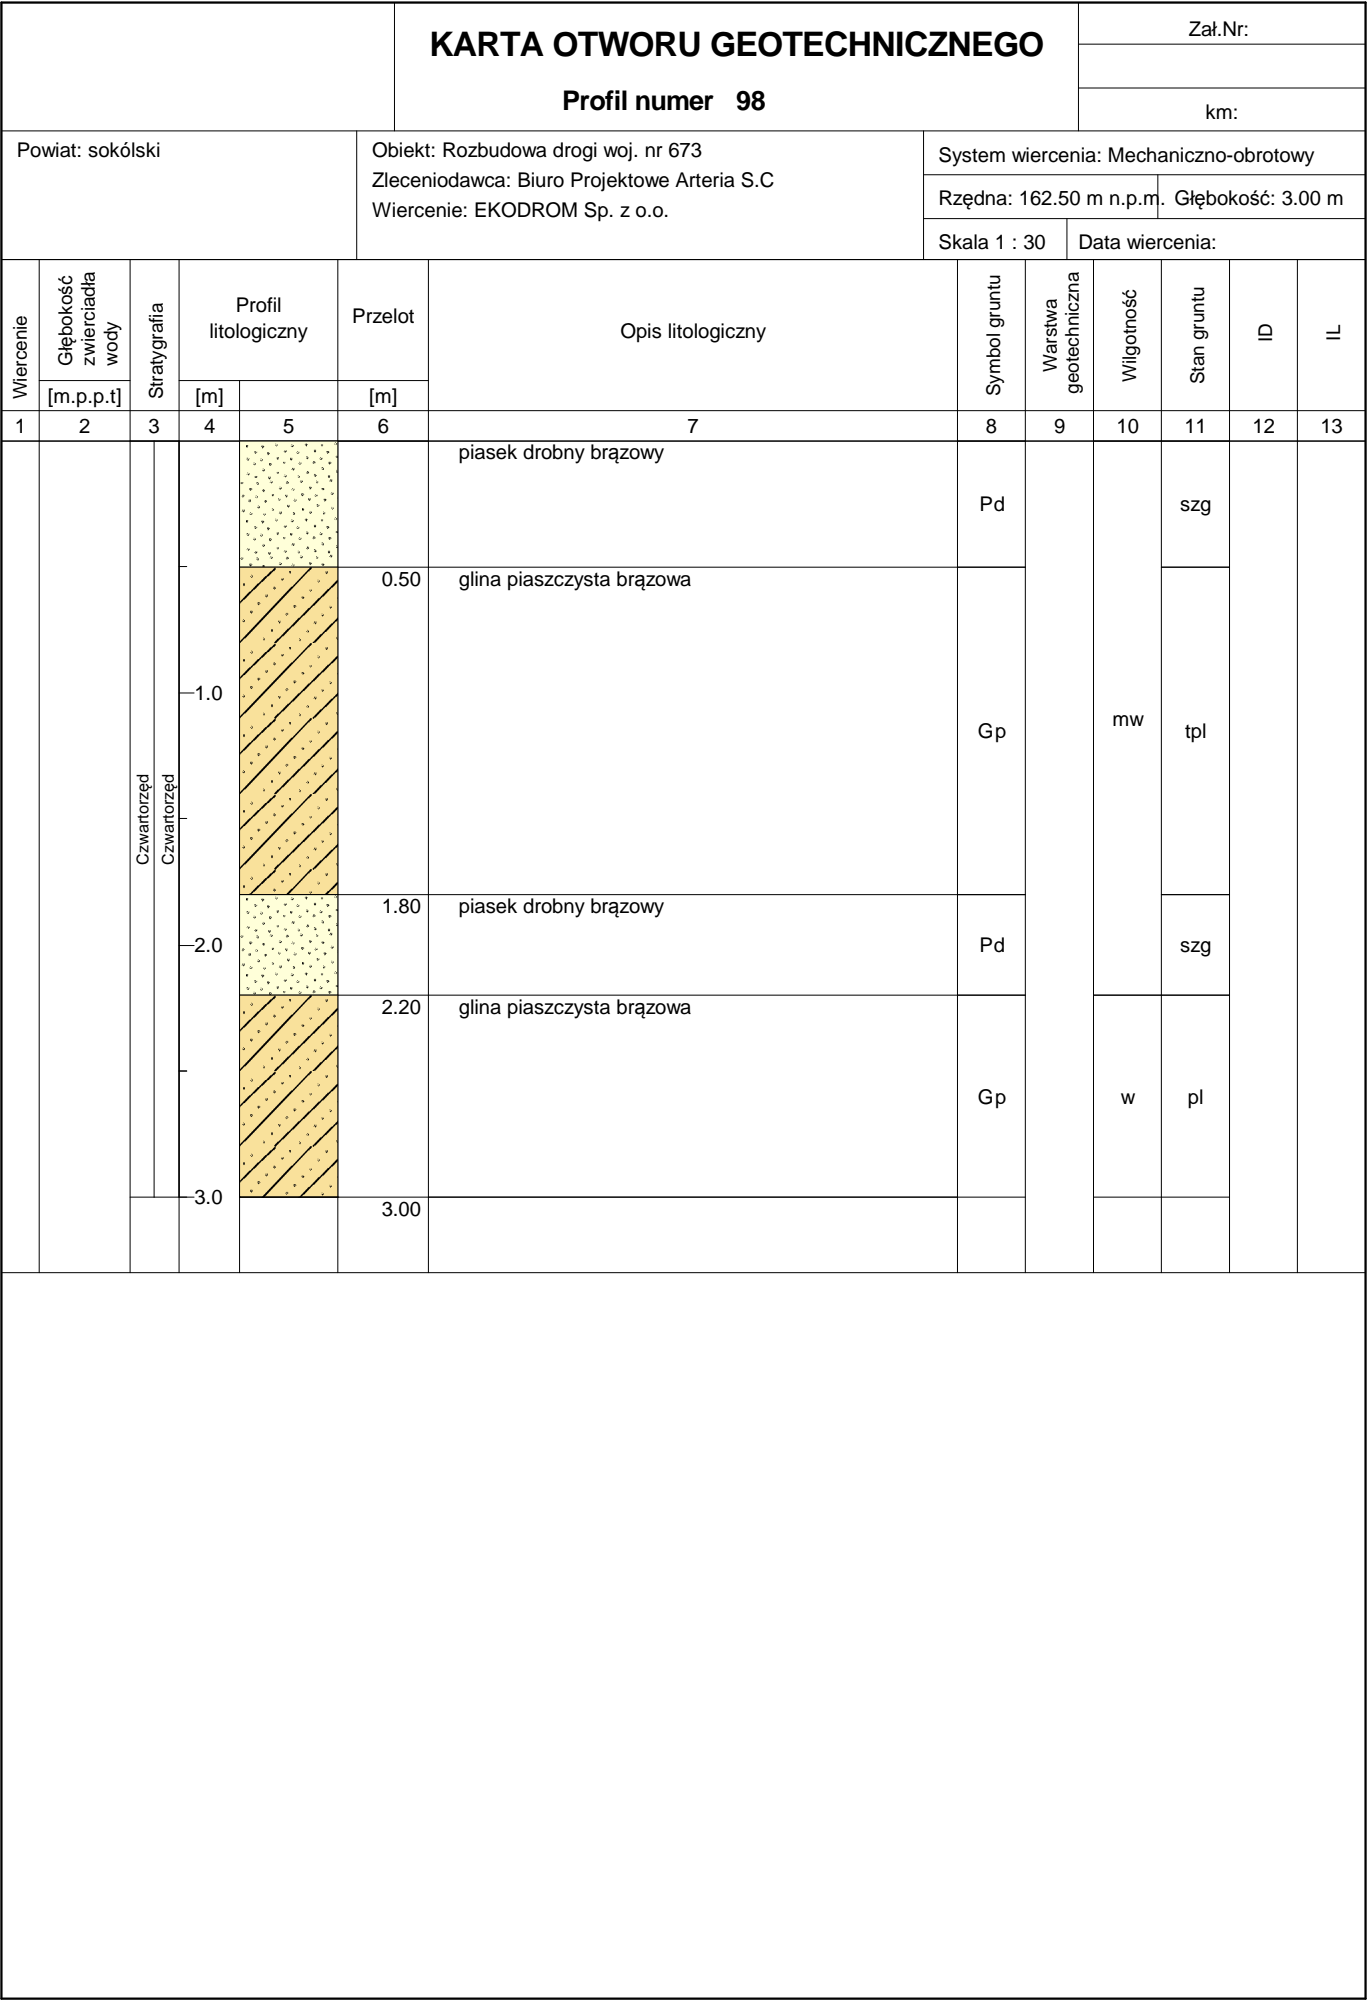 KARTA OTWORU GEOTECHNICZNEGO
Profil numer 98
Zał.Nr:
km:
Powiat: sokólski
Obiekt: Rozbudowa drogi woj. nr 673
Zleceniodawca: Biuro Projektowe Arteria S.C
Wiercenie: EKODROM Sp. z o.o.
System wiercenia: Mechaniczno-obrotowy
Rzędna: 162.50 m n.p.m. Głębokość: 3.00 m
Skala 1 : 30 Data wiercenia:
Wiercenie
Głębokość
zwierciadła
wody
[m.p.p.t]
Stratygrafia
Profil
litologiczny
[m]
Przelot
[m]
Opis litologiczny
Symbol gruntu
Warstwa
geotechniczna
Wilgotność
Stan gruntu
ID
IL
1 2 3 4 5 6 7 8 9 10 11 12 13
piasek drobny brązowy
Pd szg
0.50 glina piaszczysta brązowa
1.0
mw
Gp tpl
Czwartorzęd
Czwartorzęd
1.80 piasek drobny brązowy
2.0 Pd szg
2.20 glina piaszczysta brązowa
Gp w pl
3.0
3.00